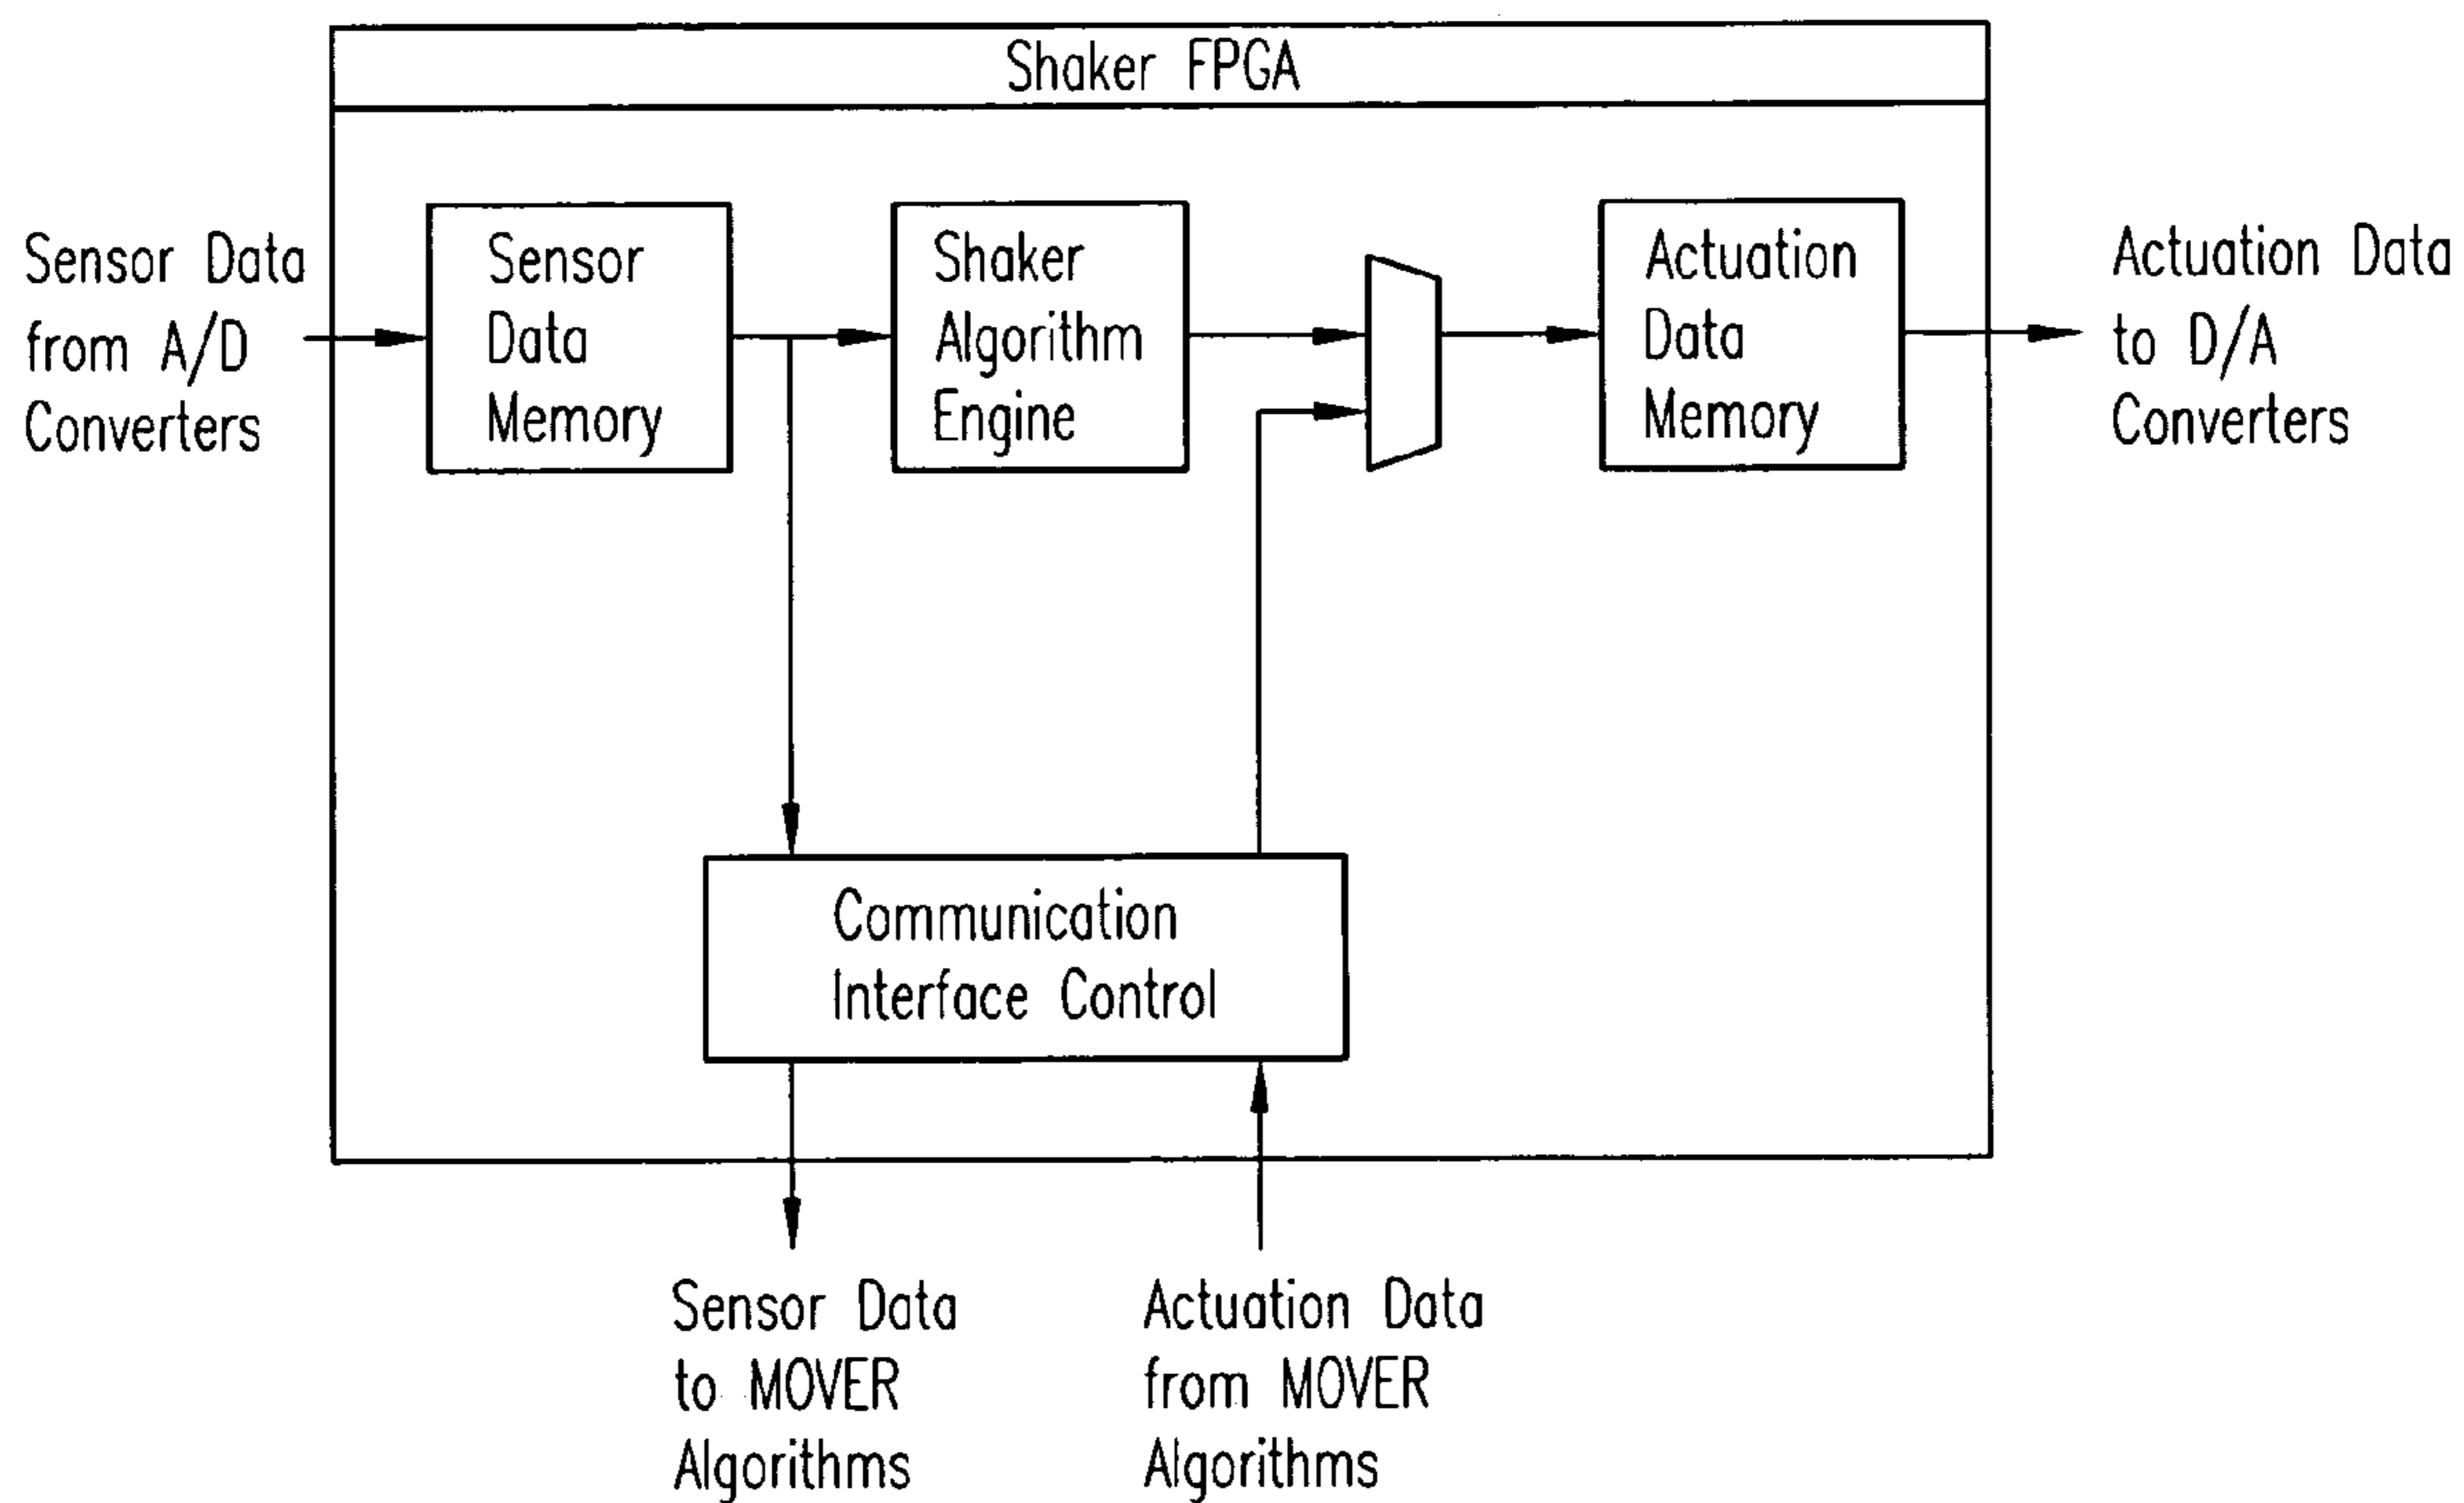 Shaker FPGA
Sensor Data
from A/D
Converters
Sensor
Data
Memory
Shaker
Algorithm
Engine
Actuation
Data
Memory
Actuation Data
to D/A
Converters
Communication
Interface Control
Sensor Data
to MOVER
Algorithms
Actuation Data
from MOVER
Algorithms